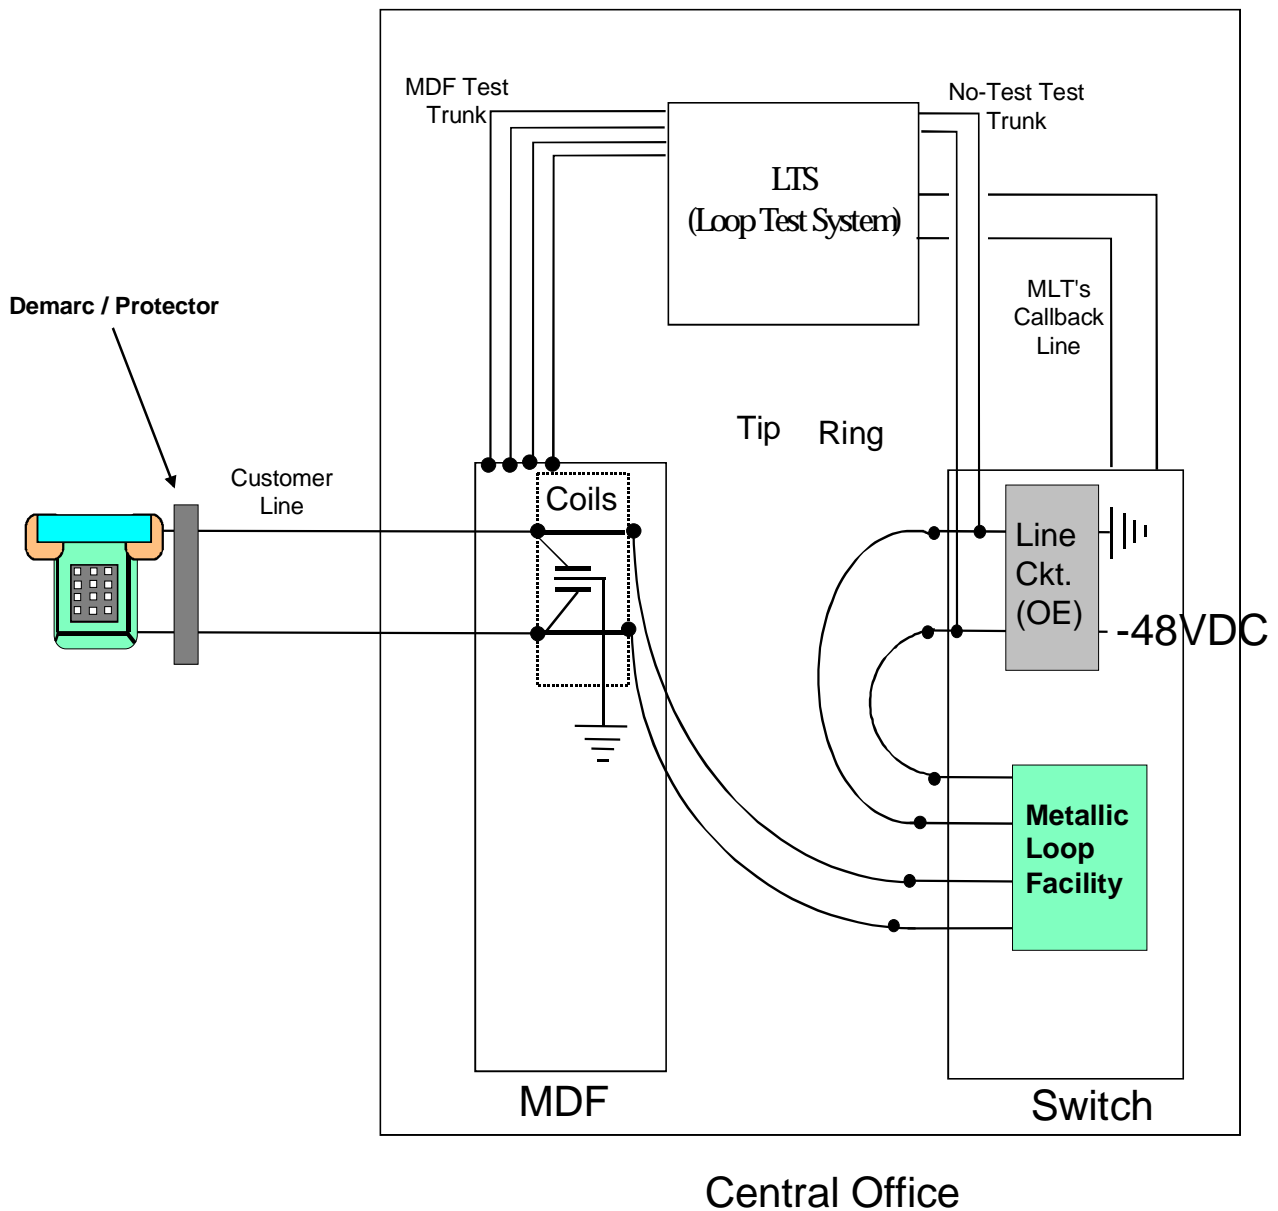 MDF Test
Trunk
No-Test Test
Trunk
LTS
(Loop Test System)
MLT's
Callback
Line
Demarc / Protector
Tip
Ring
Customer
Line
Coils
Line
Ckt.
(OE)
-48VDC
Metallic
Loop
Facility
MDF
Switch
Central Office